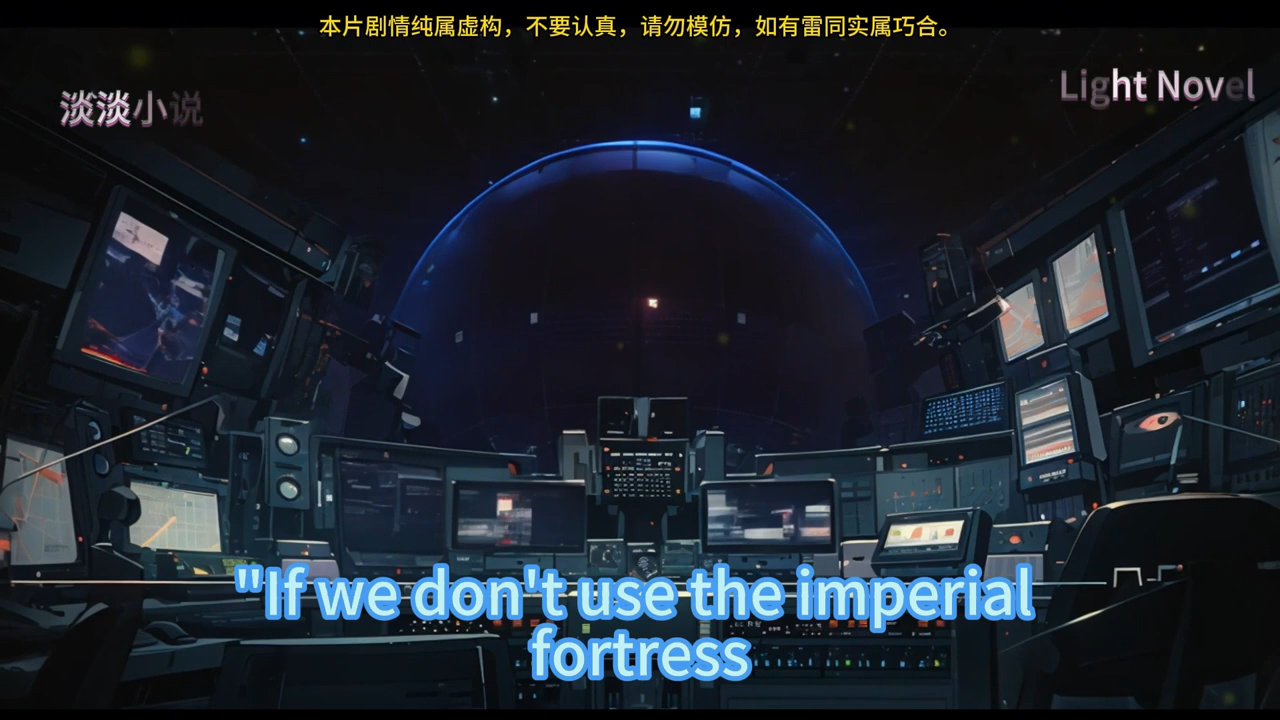 本片剧情纯属虚构，不要认真，请勿模仿，如有雷同实属巧合。
淡淡小说
Light Novel
"If we don't use the imperial
fortress